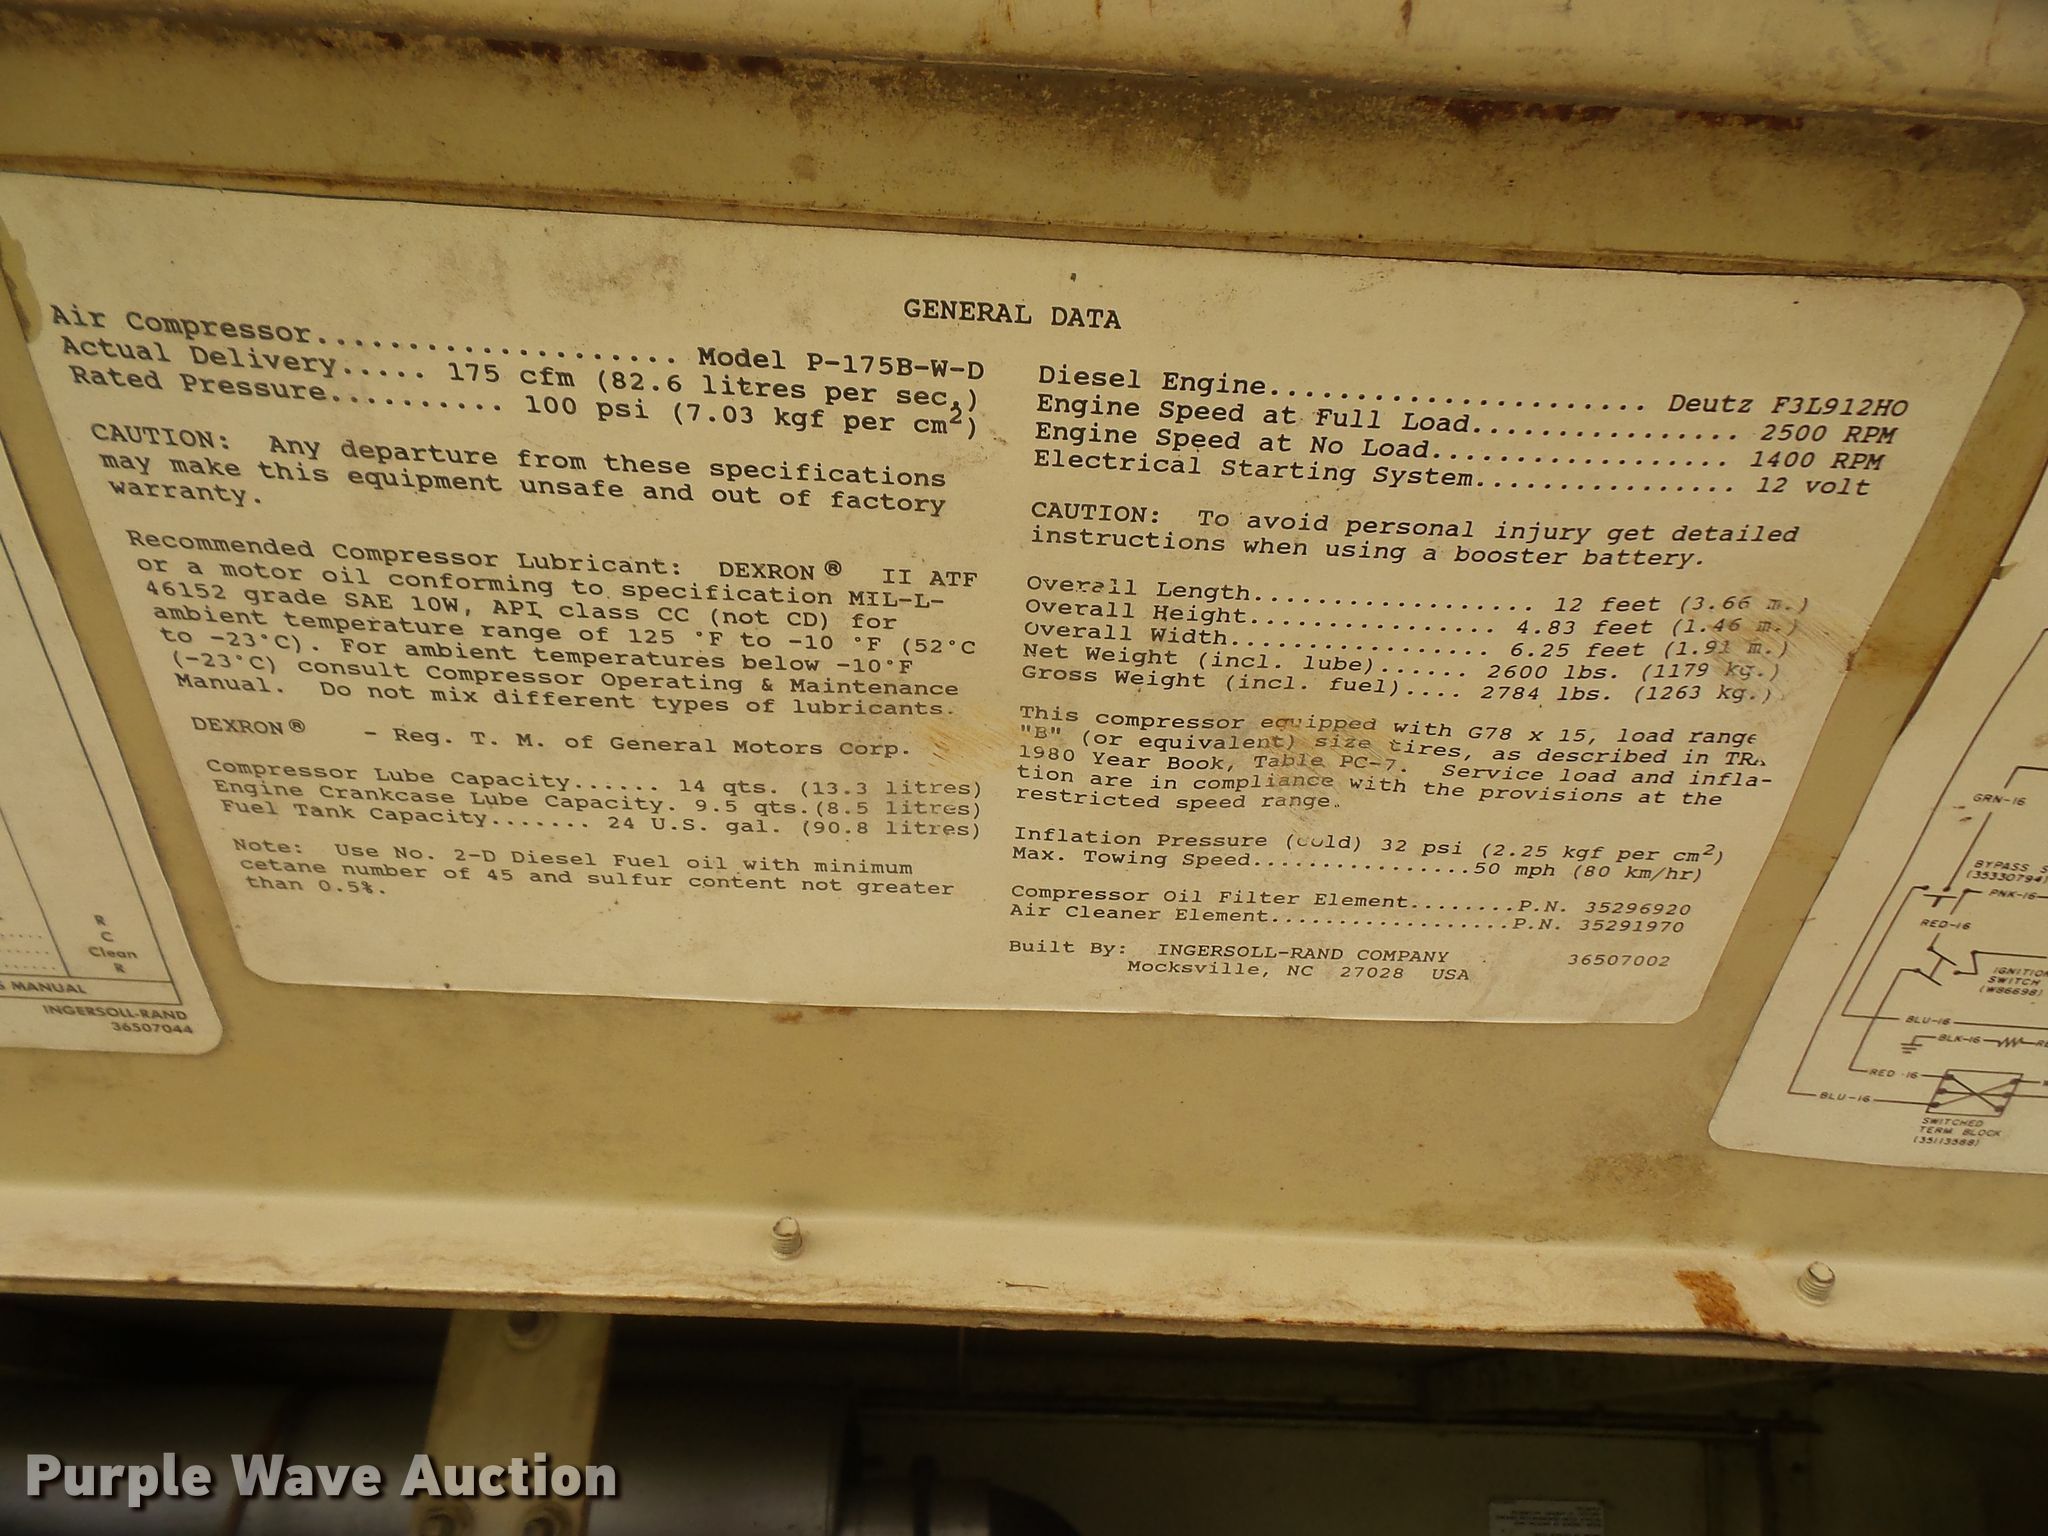 GENERAL DATA
Air Compressor.................... Model P-175B-W-D
Actual Delivery..... 175 cfm (82.6 litres per sec.)
Rated Pressure.......... 100 psi (7.03 kgf per cm²)
CAUTION: Any departure from these specifications
may make this equipment unsafe and out of factory
warranty.
Recommended Compressor Lubricant: DEXRON® II ATF
or a motor oil conforming to specification MIL-L-
46152 grade SAE 10W, API class CC (not CD) for
ambient temperature range of 125 °F to -10 °F (52°C
to -23°C). For ambient temperatures below -10°F
(-23°C) consult Compressor Operating & Maintenance
Manual. Do not mix different types of lubricants.
DEXRON® - Reg. T. M. of General Motors Corp.
Compressor Lube Capacity...... 14 qts. (13.3 litres)
Engine Crankcase Lube Capacity. 9.5 qts.(8.5 litres)
Fuel Tank Capacity....... 24 U.S. gal. (90.8 litres)
Note: Use No. 2-D Diesel Fuel oil with minimum
cetane number of 45 and sulfur content not greater
than 0.5%.
Diesel Engine..................... Deutz F3L912HO
Engine Speed at Full Load............... 2500 RPM
Engine Speed at No Load.................. 1400 RPM
Electrical Starting System............... 12 volt
CAUTION: To avoid personal injury get detailed
instructions when using a booster battery.
Overall Length.................. 12 feet (3.66 m.)
Overall Height................ 4.83 feet (1.46 m.)
Overall Width................. 6.25 feet (1.91 m.)
Net Weight (incl. lube)...... 2600 lbs. (1179 kg.)
Gross Weight (incl. fuel).... 2784 lbs. (1263 kg.)
This compressor equipped with G78 x 15, load range
"B" (or equivalent) size tires, as described in TRA
1980 Year Book, Table PC-7. Service load and infla-
tion are in compliance with the provisions at the
restricted speed range.
Inflation Pressure (cold) 32 psi (2.25 kgf per cm²)
Max. Towing Speed................50 mph (80 km/hr)
Compressor Oil Filter Element........P.N. 35296920
Air Cleaner Element..................P.N. 35291970
Built By: INGERSOLL-RAND COMPANY 36507002
Mocksville, NC 27028 USA
R
C
Clean
R
MANUAL
INGERSOLL-RAND
36507044
GRN-16
BYPASS
(35330794)
PNK-16
RED-16
IGNITION
SWITCH
(W86698)
BLU-16
BLK-16
RED-16
BLU-16
SWITCHED
TERM. BLOCK
(35113588)
Purple Wave Auction